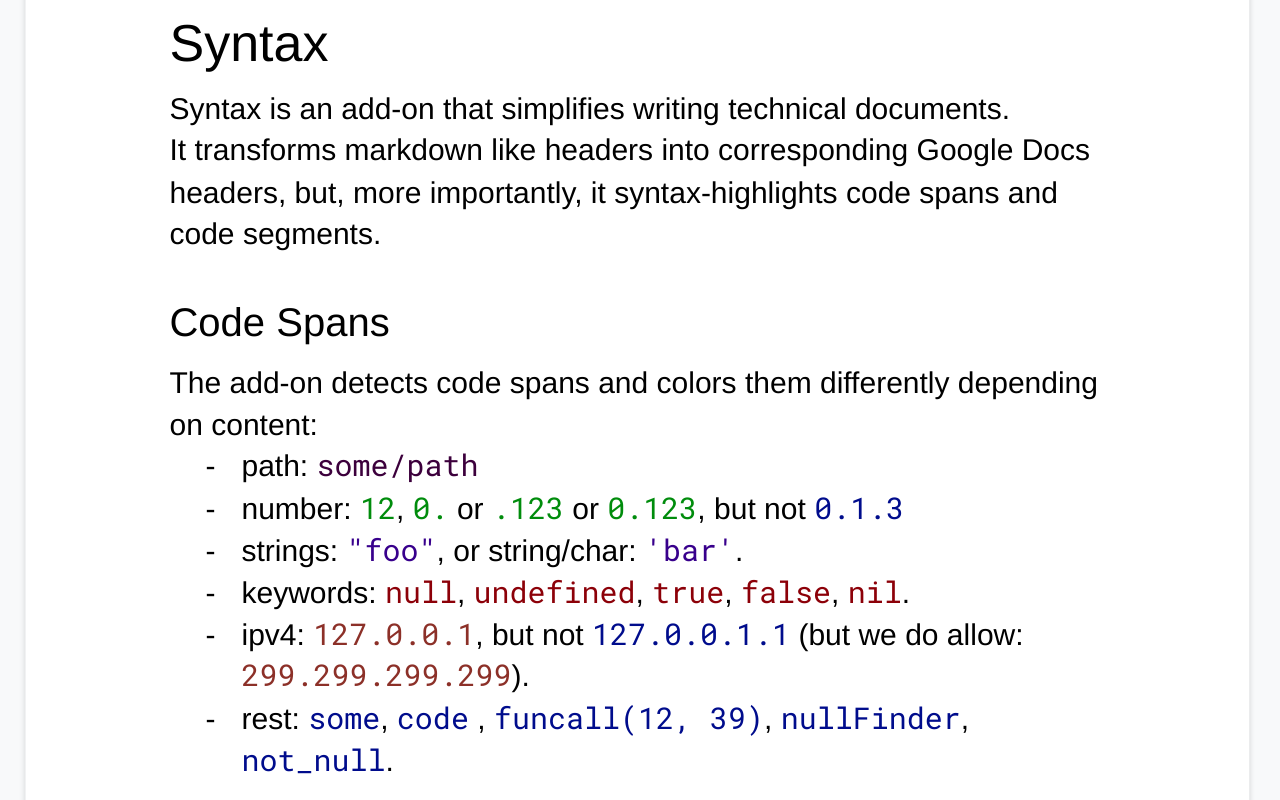 Syntax
Syntax is an add-on that simplifies writing technical documents.
It transforms markdown like headers into corresponding Google Docs
headers, but, more importantly, it syntax-highlights code spans and
code segments.
Code Spans
The add-on detects code spans and colors them differently depending
on content:
- path: some/path
- number: 12, 0. or .123 or 0.123, but not 0.1.3
- strings: "foo", or string/char: 'bar'.
- keywords: null, undefined, true, false, nil.
- ipv4: 127.0.0.1, but not 127.0.0.1.1 (but we do allow:
299.299.299.299).
- rest: some, code , funcall(12, 39), nullFinder,
not_null.